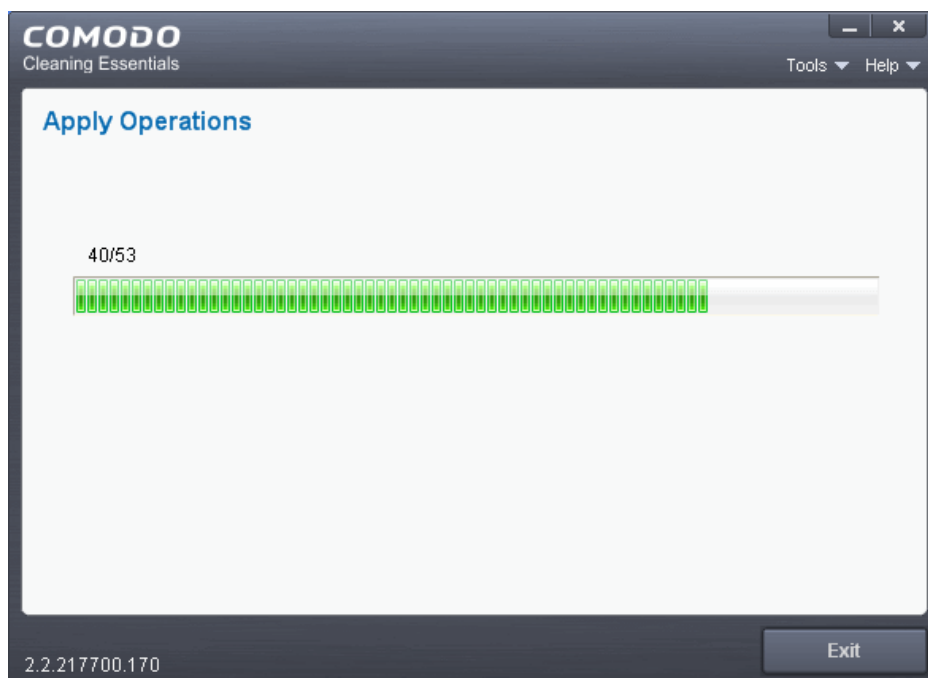 COMODO
Cleaning Essentials
Tools Help
Apply Operations
40/53
Exit
2.2.217700.170